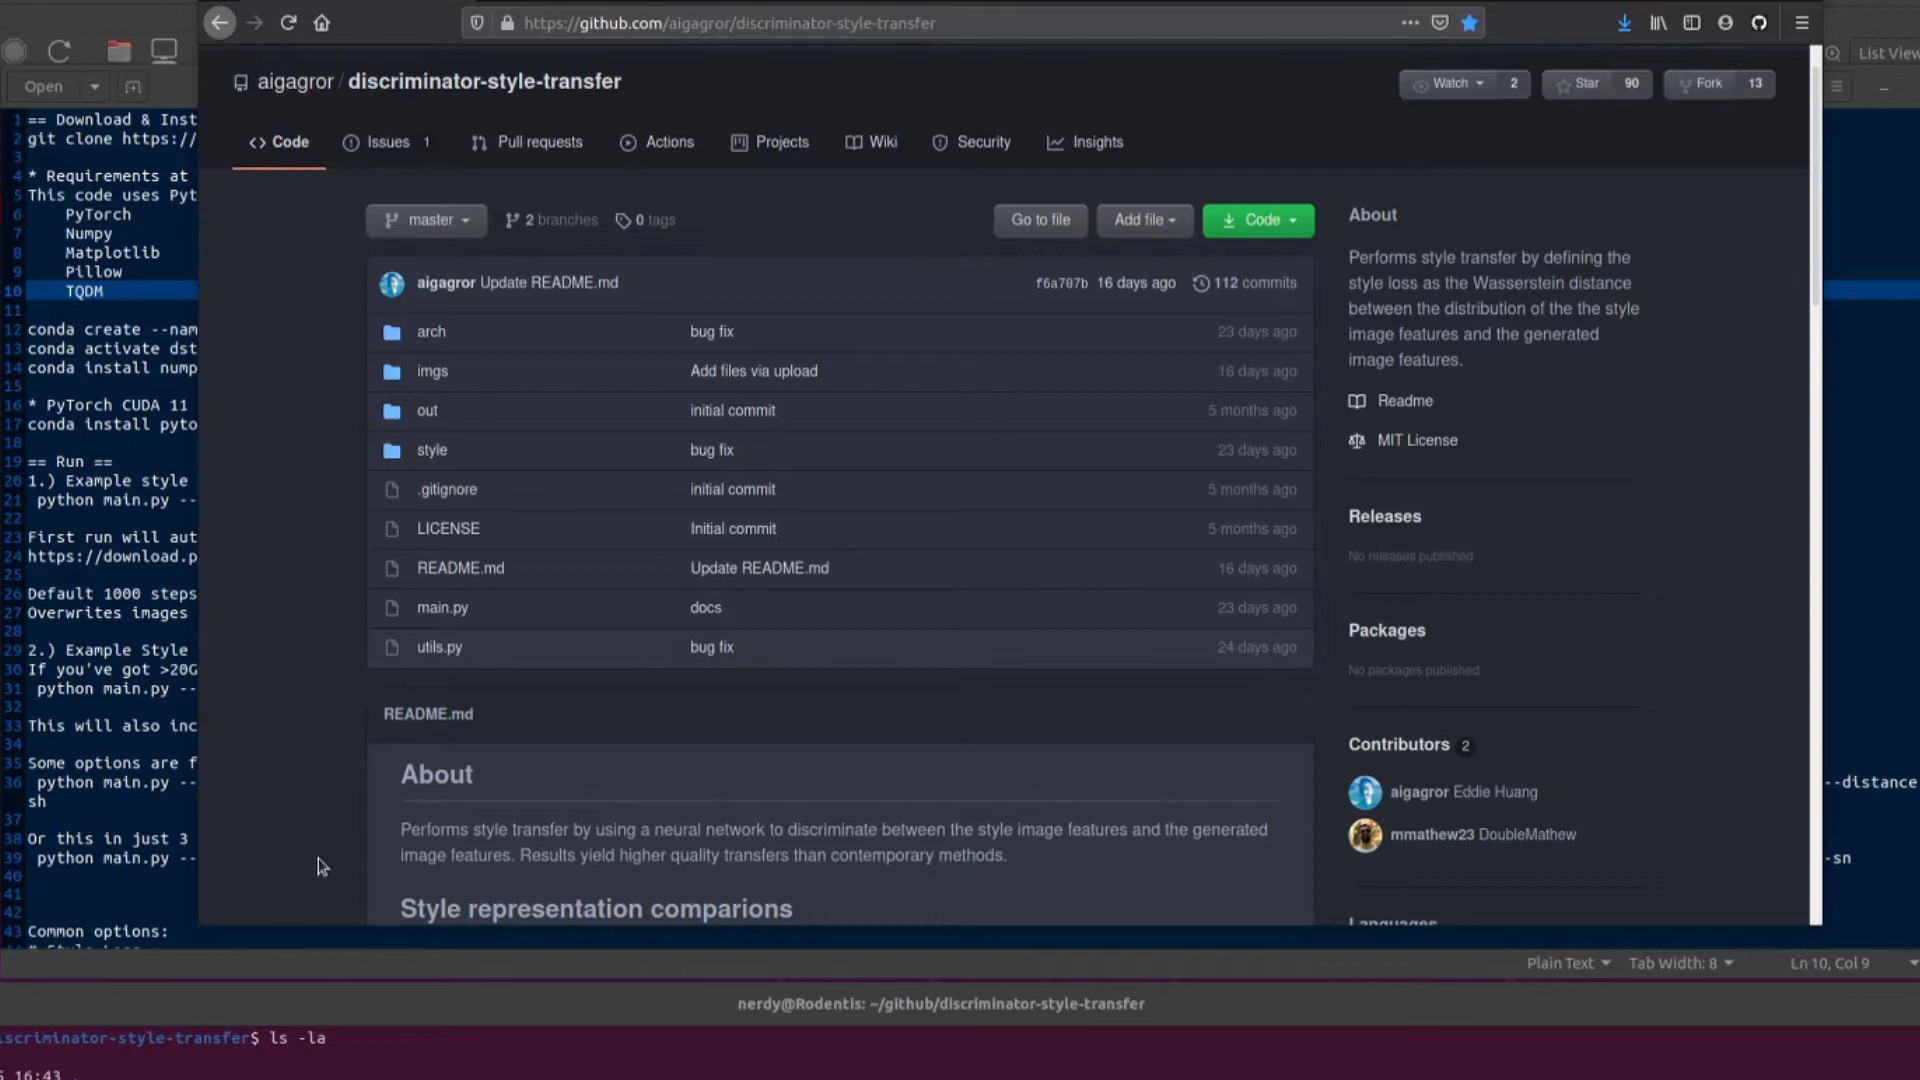 https://github.com/aigagror/discriminator-style-transfer
List View
Open
aigagror / discriminator-style-transfer
Watch 2
Star 90
Fork 13
Code
Issues 1
Pull requests
Actions
Projects
Wiki
Security
Insights
master
2 branches
0 tags
Go to file
Add file
Code
aigagror Update README.md
f6a707b 16 days ago
112 commits
arch bug fix 23 days ago
imgs Add files via upload 16 days ago
out initial commit 5 months ago
style bug fix 23 days ago
.gitignore initial commit 5 months ago
LICENSE Initial commit 5 months ago
README.md Update README.md 16 days ago
main.py docs 23 days ago
utils.py bug fix 24 days ago
README.md
About
Performs style transfer by using a neural network to discriminate between the style image features and the generated
image features. Results yield higher quality transfers than contemporary methods.
Style representation comparions
About
Performs style transfer by defining the
style loss as the Wasserstein distance
between the distribution of the the style
image features and the generated
image features.
Readme
MIT License
Releases
No releases published
Packages
No packages published
Contributors 2
aigagror Eddie Huang
mmathew23 DoubleMathew
Languages
1 == Download & Inst
2 git clone https://
3
4 * Requirements at
5 This code uses Pyt
6 PyTorch
7 Numpy
8 Matplotlib
9 Pillow
10 TQDM
11
12 conda create --nam
13 conda activate dst
14 conda install nump
15
16 * PyTorch CUDA 11
17 conda install pyto
18
19 == Run ==
20 1.) Example style
21 python main.py --
22
23 First run will aut
24 https://download.p
25
26 Default 1000 steps
27 Overwrites images
28
29 2.) Example Style
30 If you've got >20G
31 python main.py --
32
33 This will also inc
34
35 Some options are f
36 python main.py -- --distance
sh
37
38 Or this in just 3
39 python main.py -- -sn
40
41
42
43 Common options:
Plain Text
Tab Width: 8
Ln 10, Col 9
nerdy@Rodentis: ~/github/discriminator-style-transfer
iscriminator-style-transfer$ ls -la
16:43 .